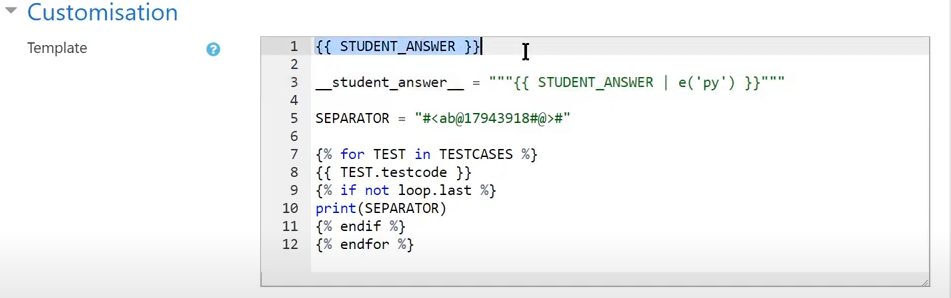 Customisation
Template
1 {{ STUDENT_ANSWER }}
2
3 __student_answer__ = """{{ STUDENT_ANSWER | e('py') }}"""
4
5 SEPARATOR = "#<ab@17943918#@>#"
6
7 {% for TEST in TESTCASES %}
8 {{ TEST.testcode }}
9 {% if not loop.last %}
10 print(SEPARATOR)
11 {% endif %}
12 {% endfor %}